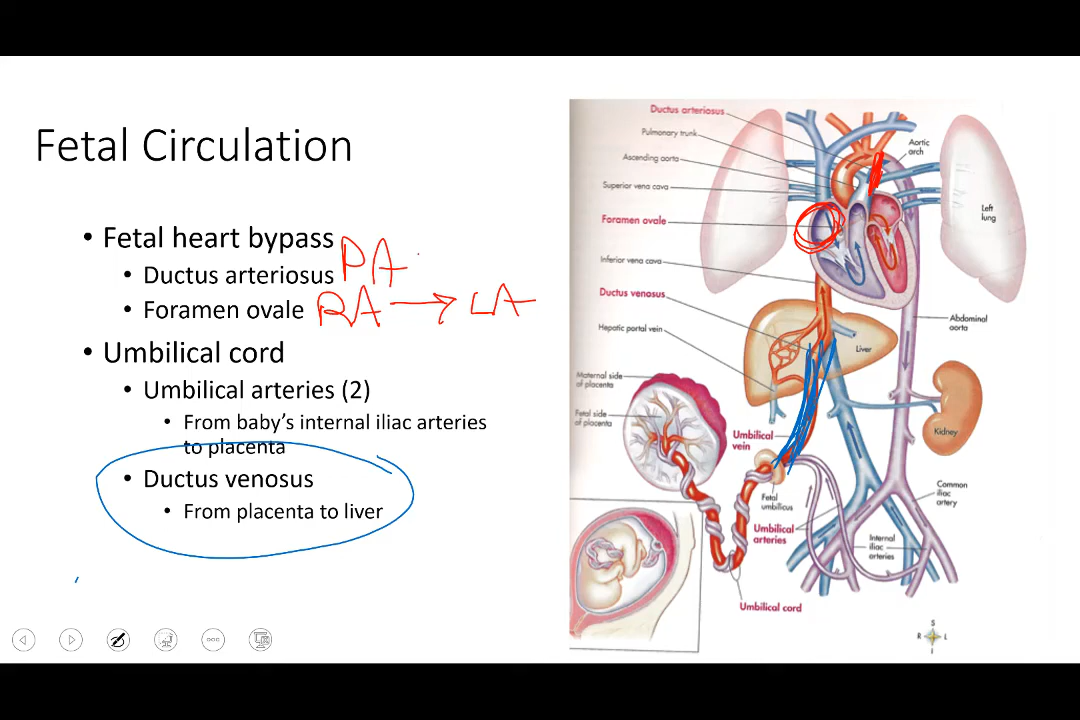 Fetal Circulation
• Fetal heart bypass
• Ductus arteriosus PA
• Foramen ovale RA → LA
• Umbilical cord
• Umbilical arteries (2)
• From baby's internal iliac arteries
to placenta
• Ductus venosus
• From placenta to liver
Ductus arteriosus
Pulmonary trunk
Ascending aorta
Superior vena cava
Foramen ovale
Inferior vena cava
Ductus venosus
Hepatic portal vein
Maternal side
of placenta
Fetal side
of placenta
Umbilical
vein
Fetal
umbilicus
Umbilical
arteries
Umbilical cord
Aortic
arch
Left
lung
Abdominal
aorta
Liver
Kidney
Common
iliac
artery
Internal
iliac
arteries
S
R L
I